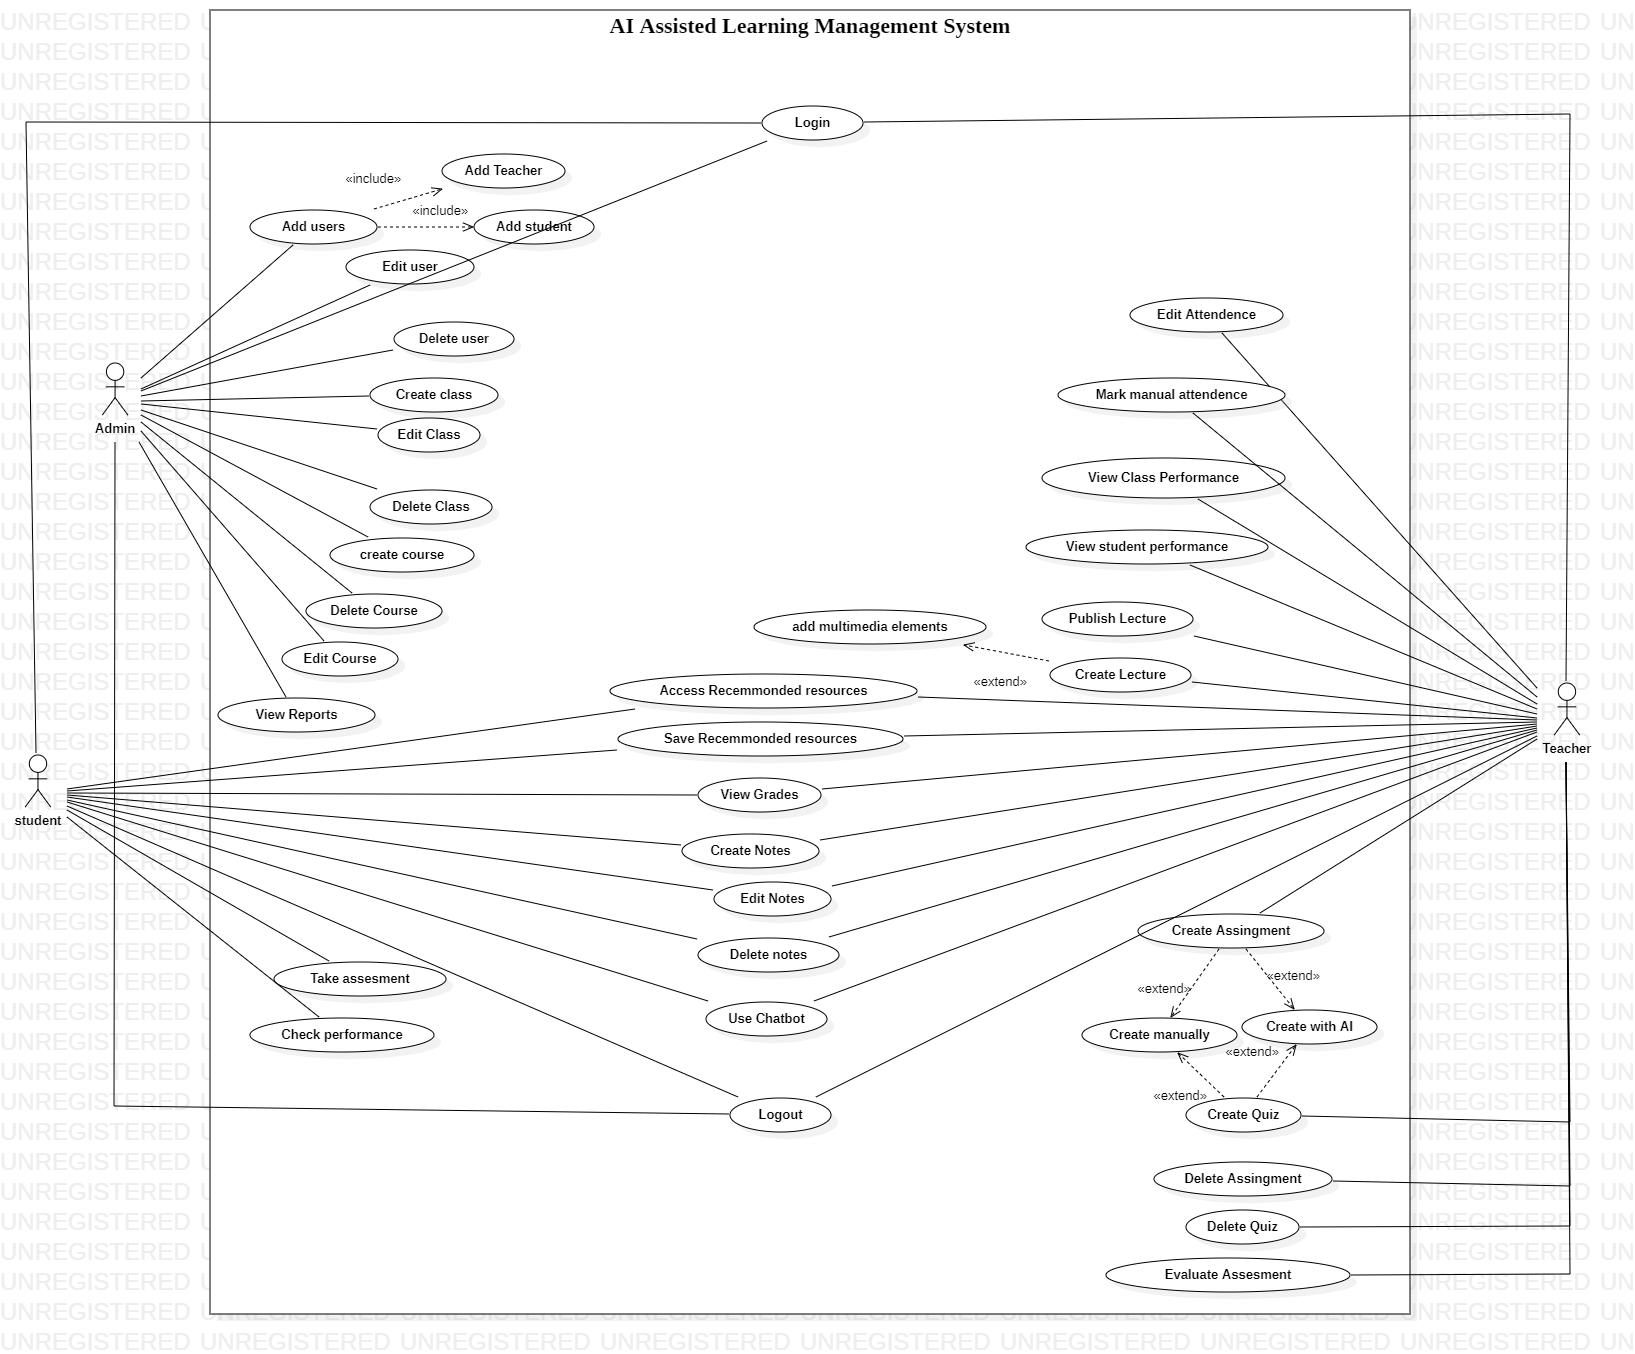 AI Assisted Learning Management System
Login
Add Teacher
«include»
«include»
Add users
Add student
Edit user
Edit Attendence
Delete user
Create class
Mark manual attendence
Admin
Edit Class
View Class Performance
Delete Class
create course
View student performance
Delete Course
Publish Lecture
add multimedia elements
Edit Course
Create Lecture
«extend»
Access Recemmonded resources
View Reports
Save Recemmonded resources
Teacher
View Grades
student
Create Notes
Edit Notes
Create Assingment
Delete notes
«extend»
Take assesment
«extend»
Use Chatbot
Create with AI
Check performance
Create manually
«extend»
«extend»
Logout
Create Quiz
Delete Assingment
Delete Quiz
Evaluate Assesment
UNREGISTERED